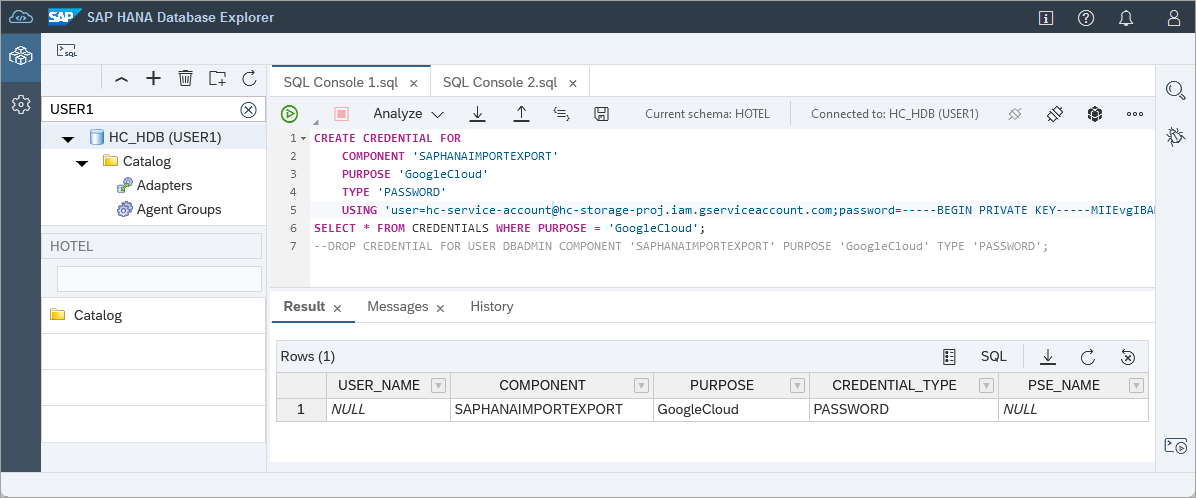 SAP SAP HANA Database Explorer
SQL
USER1
HC_HDB (USER1)
Catalog
Adapters
Agent Groups
HOTEL
Catalog
SQL Console 1.sql
SQL Console 2.sql
Analyze
Current schema: HOTEL
Connected to: HC_HDB (USER1)
1 CREATE CREDENTIAL FOR
2 COMPONENT 'SAPHANAIMPORTEXPORT'
3 PURPOSE 'GoogleCloud'
4 TYPE 'PASSWORD'
5 USING 'user=hc-service-account@hc-storage-proj.iam.gserviceaccount.com;password=-----BEGIN PRIVATE KEY-----MIIEvgIBA
6 SELECT * FROM CREDENTIALS WHERE PURPOSE = 'GoogleCloud';
7 --DROP CREDENTIAL FOR USER DBADMIN COMPONENT 'SAPHANAIMPORTEXPORT' PURPOSE 'GoogleCloud' TYPE 'PASSWORD';
Result
Messages
History
Rows (1)
SQL
USER_NAME COMPONENT PURPOSE CREDENTIAL_TYPE PSE_NAME
1 NULL SAPHANAIMPORTEXPORT GoogleCloud PASSWORD NULL